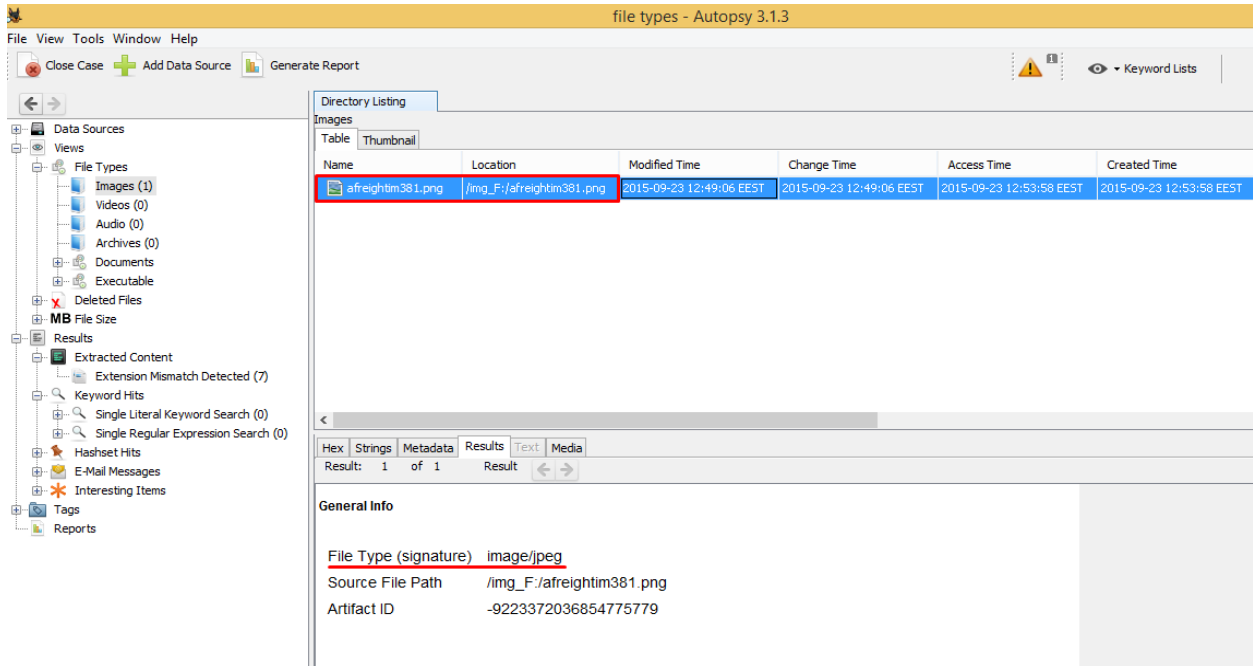 file types - Autopsy 3.1.3
File View Tools Window Help
Close Case Add Data Source Generate Report
1 Keyword Lists
Data Sources
Views
File Types
Images (1)
Videos (0)
Audio (0)
Archives (0)
Documents
Executable
Deleted Files
MB File Size
Results
Extracted Content
Extension Mismatch Detected (7)
Keyword Hits
Single Literal Keyword Search (0)
Single Regular Expression Search (0)
Hashset Hits
E-Mail Messages
Interesting Items
Tags
Reports
Directory Listing
Images
Table Thumbnail
Name Location Modified Time Change Time Access Time Created Time
afreightim381.png /img_F:/afreightim381.png 2015-09-23 12:49:06 EEST 2015-09-23 12:49:06 EEST 2015-09-23 12:53:58 EEST 2015-09-23 12:53:58 EEST
Hex Strings Metadata Results Text Media
Result: 1 of 1 Result
General Info
File Type (signature) image/jpeg
Source File Path /img_F:/afreightim381.png
Artifact ID -9223372036854775779